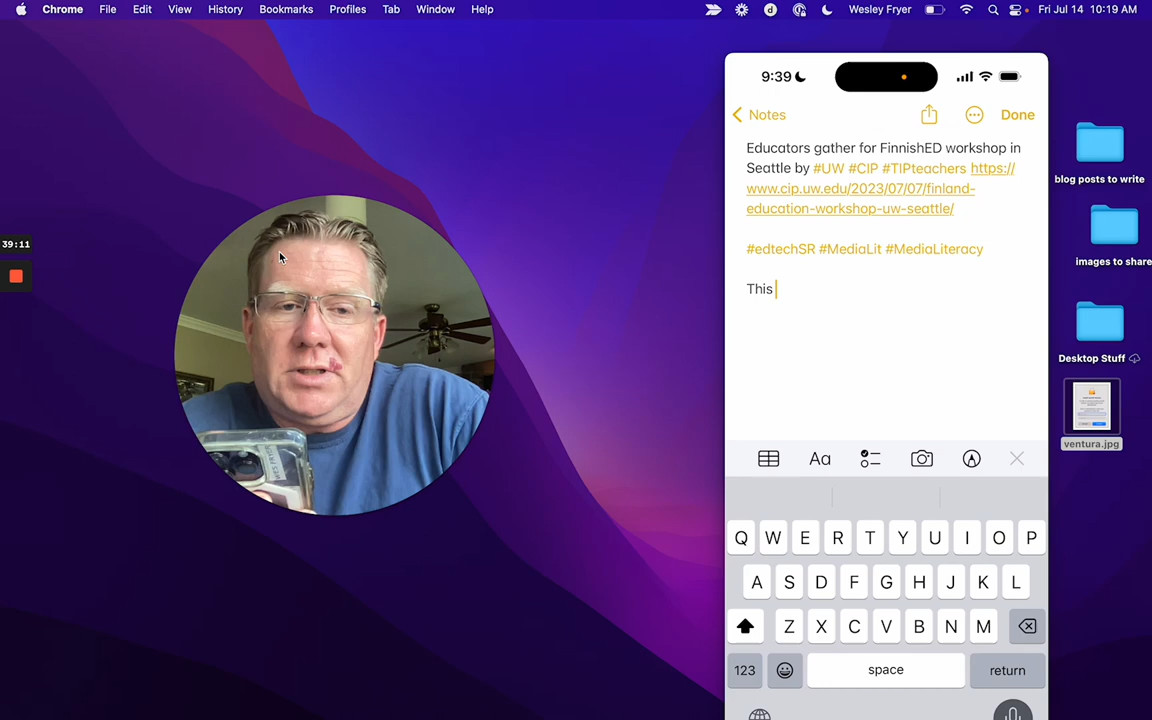 Chrome File Edit View History Bookmarks Profiles Tab Window Help d Wesley Fryer Fri Jul 14 10:19 AM
9:39
Notes Done
Educators gather for FinnishED workshop in
Seattle by #UW #CIP #TIPteachers https://
www.cip.uw.edu/2023/07/07/finland-
education-workshop-uw-seattle/
#edtechSR #MediaLit #MediaLiteracy
This
Aa
Q W E R T Y U I O P
A S D F G H J K L
Z X C V B N M
123 space return
39:11
blog posts to write
images to share
Desktop Stuff
ventura.jpg